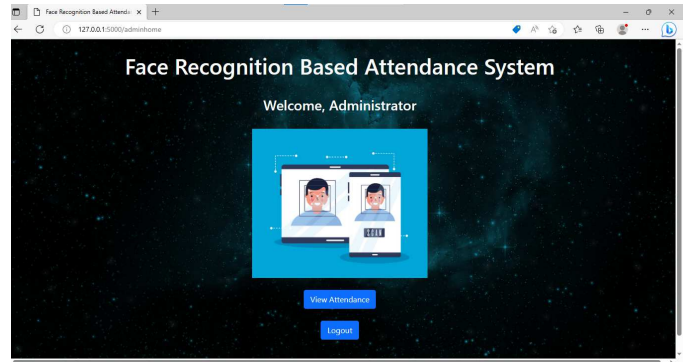 Face Recognition Based Attenda
127.0.0.1:5000/adminhome
Face Recognition Based Attendance System
Welcome, Administrator
SCAN
View Attendance
Logout